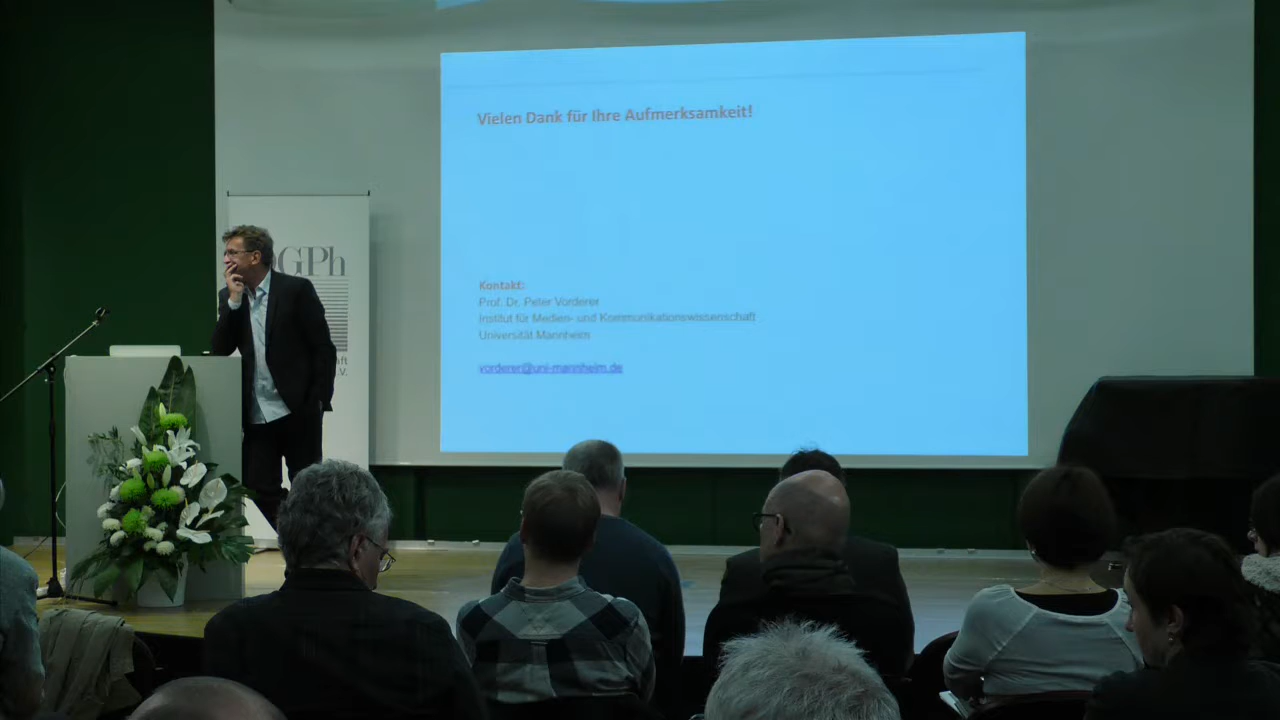 Vielen Dank für Ihre Aufmerksamkeit!
GPh
Kontakt:
Prof. Dr. Peter Vorderer
Institut für Medien- und Kommunikationswissenschaft
Universität Mannheim
vorderer@uni-mannheim.de
ft
.V.